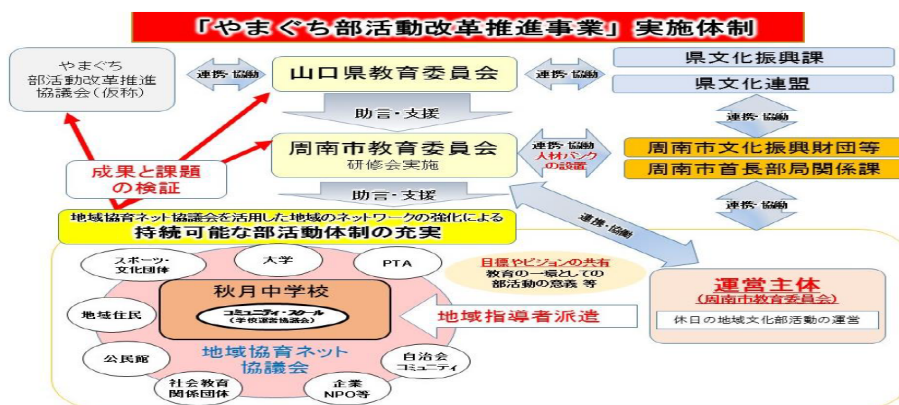 「やまぐち部活動改革推進事業」実施体制
やまぐち
部活動改革推進
協議会(仮称)
連携・協働
山口県教育委員会
連携・協働
県文化振興課
県文化連盟
助言・支援
連携・協働
周南市教育委員会
研修会実施
連携・協働
人材バンク
の設置
周南市文化振興財団等
周南市首長部局関係課
成果と課題
の検証
助言・支援
連携・協働
連携・協働
地域協育ネット協議会を活用した地域のネットワークの強化による
持続可能な部活動体制の充実
スポーツ・
文化団体
大学
PTA
目標やビジョンの共有
教育の一環としての
部活動の意義 等
秋月中学校
コミュニティ・スクール
(学校運営協議会)
地域住民
地域指導者派遣
運営主体
(周南市教育委員会)
休日の地域文化部活動の運営
公民館
地域協育ネット
協議会
自治会
コミュニティ
社会教育
関係団体
企業
NPO等